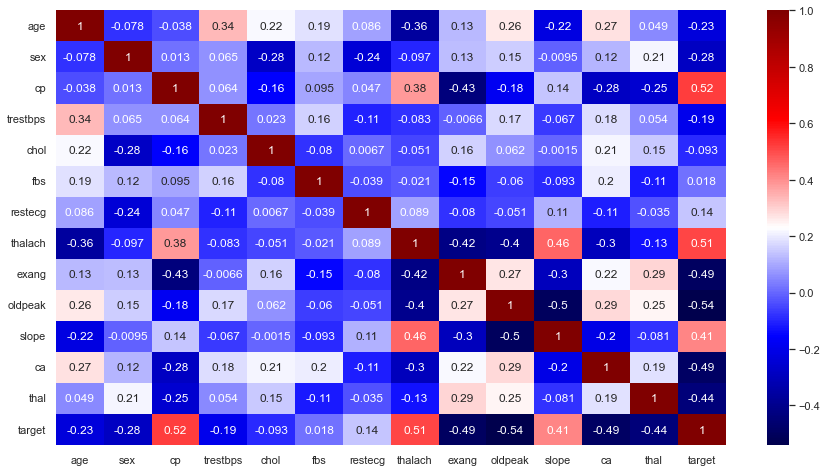 age 1 -0.078 -0.038 0.34 0.22 0.19 0.086 -0.36 0.13 0.26 -0.22 0.27 0.049 -0.23
sex -0.078 1 0.013 0.065 -0.28 0.12 -0.24 -0.097 0.13 0.15 -0.0095 0.12 0.21 -0.28
cp -0.038 0.013 1 0.064 -0.16 0.095 0.047 0.38 -0.43 -0.18 0.14 -0.28 -0.25 0.52
trestbps 0.34 0.065 0.064 1 0.023 0.16 -0.11 -0.083 -0.0066 0.17 -0.067 0.18 0.054 -0.19
chol 0.22 -0.28 -0.16 0.023 1 -0.08 0.0067 -0.051 0.16 0.062 -0.0015 0.21 0.15 -0.093
fbs 0.19 0.12 0.095 0.16 -0.08 1 -0.039 -0.021 -0.15 -0.06 -0.093 0.2 -0.11 0.018
restecg 0.086 -0.24 0.047 -0.11 0.0067 -0.039 1 0.089 -0.08 -0.051 0.11 -0.11 -0.035 0.14
thalach -0.36 -0.097 0.38 -0.083 -0.051 -0.021 0.089 1 -0.42 -0.4 0.46 -0.3 -0.13 0.51
exang 0.13 0.13 -0.43 -0.0066 0.16 -0.15 -0.08 -0.42 1 0.27 -0.3 0.22 0.29 -0.49
oldpeak 0.26 0.15 -0.18 0.17 0.062 -0.06 -0.051 -0.4 0.27 1 -0.5 0.29 0.25 -0.54
slope -0.22 -0.0095 0.14 -0.067 -0.0015 -0.093 0.11 0.46 -0.3 -0.5 1 -0.2 -0.081 0.41
ca 0.27 0.12 -0.28 0.18 0.21 0.2 -0.11 -0.3 0.22 0.29 -0.2 1 0.19 -0.49
thal 0.049 0.21 -0.25 0.054 0.15 -0.11 -0.035 -0.13 0.29 0.25 -0.081 0.19 1 -0.44
target -0.23 -0.28 0.52 -0.19 -0.093 0.018 0.14 0.51 -0.49 -0.54 0.41 -0.49 -0.44 1
age sex cp trestbps chol fbs restecg thalach exang oldpeak slope ca thal target
1.0
0.8
0.6
0.4
0.2
0.0
−0.2
−0.4